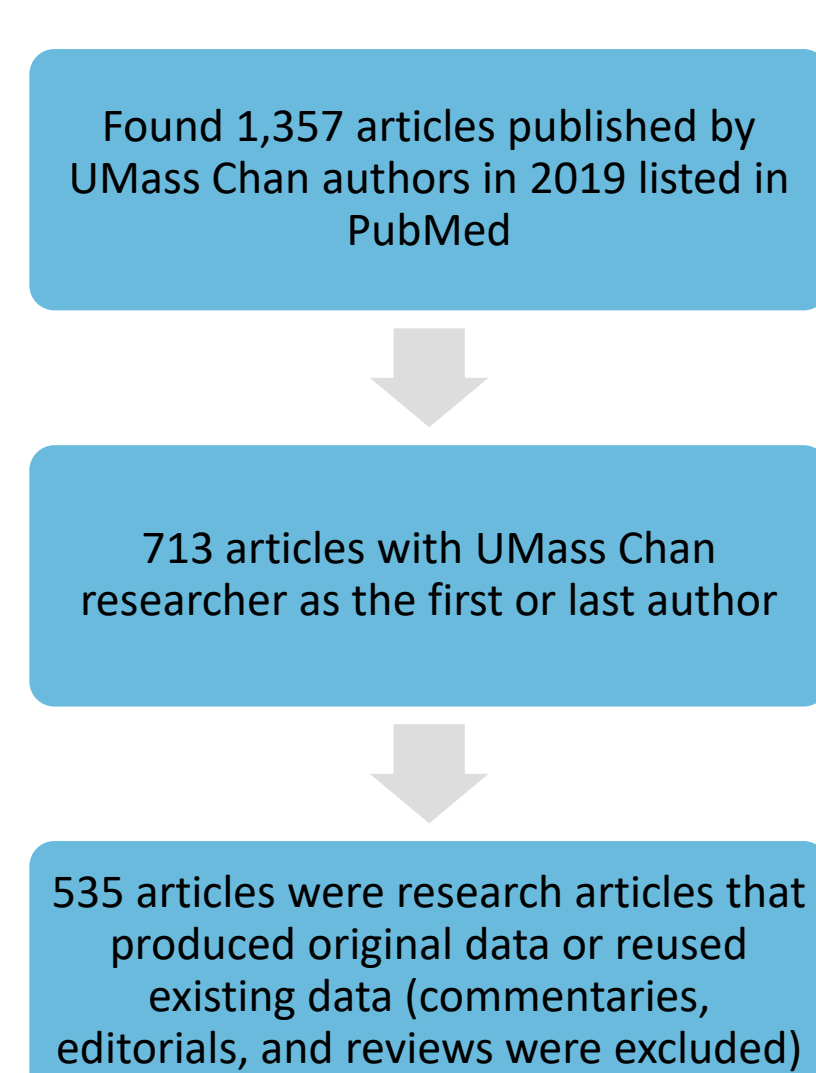 Found 1,357 articles published by
UMass Chan authors in 2019 listed in
PubMed
713 articles with UMass Chan
researcher as the first or last author
535 articles were research articles that
produced original data or reused
existing data (commentaries,
editorials, and reviews were excluded)